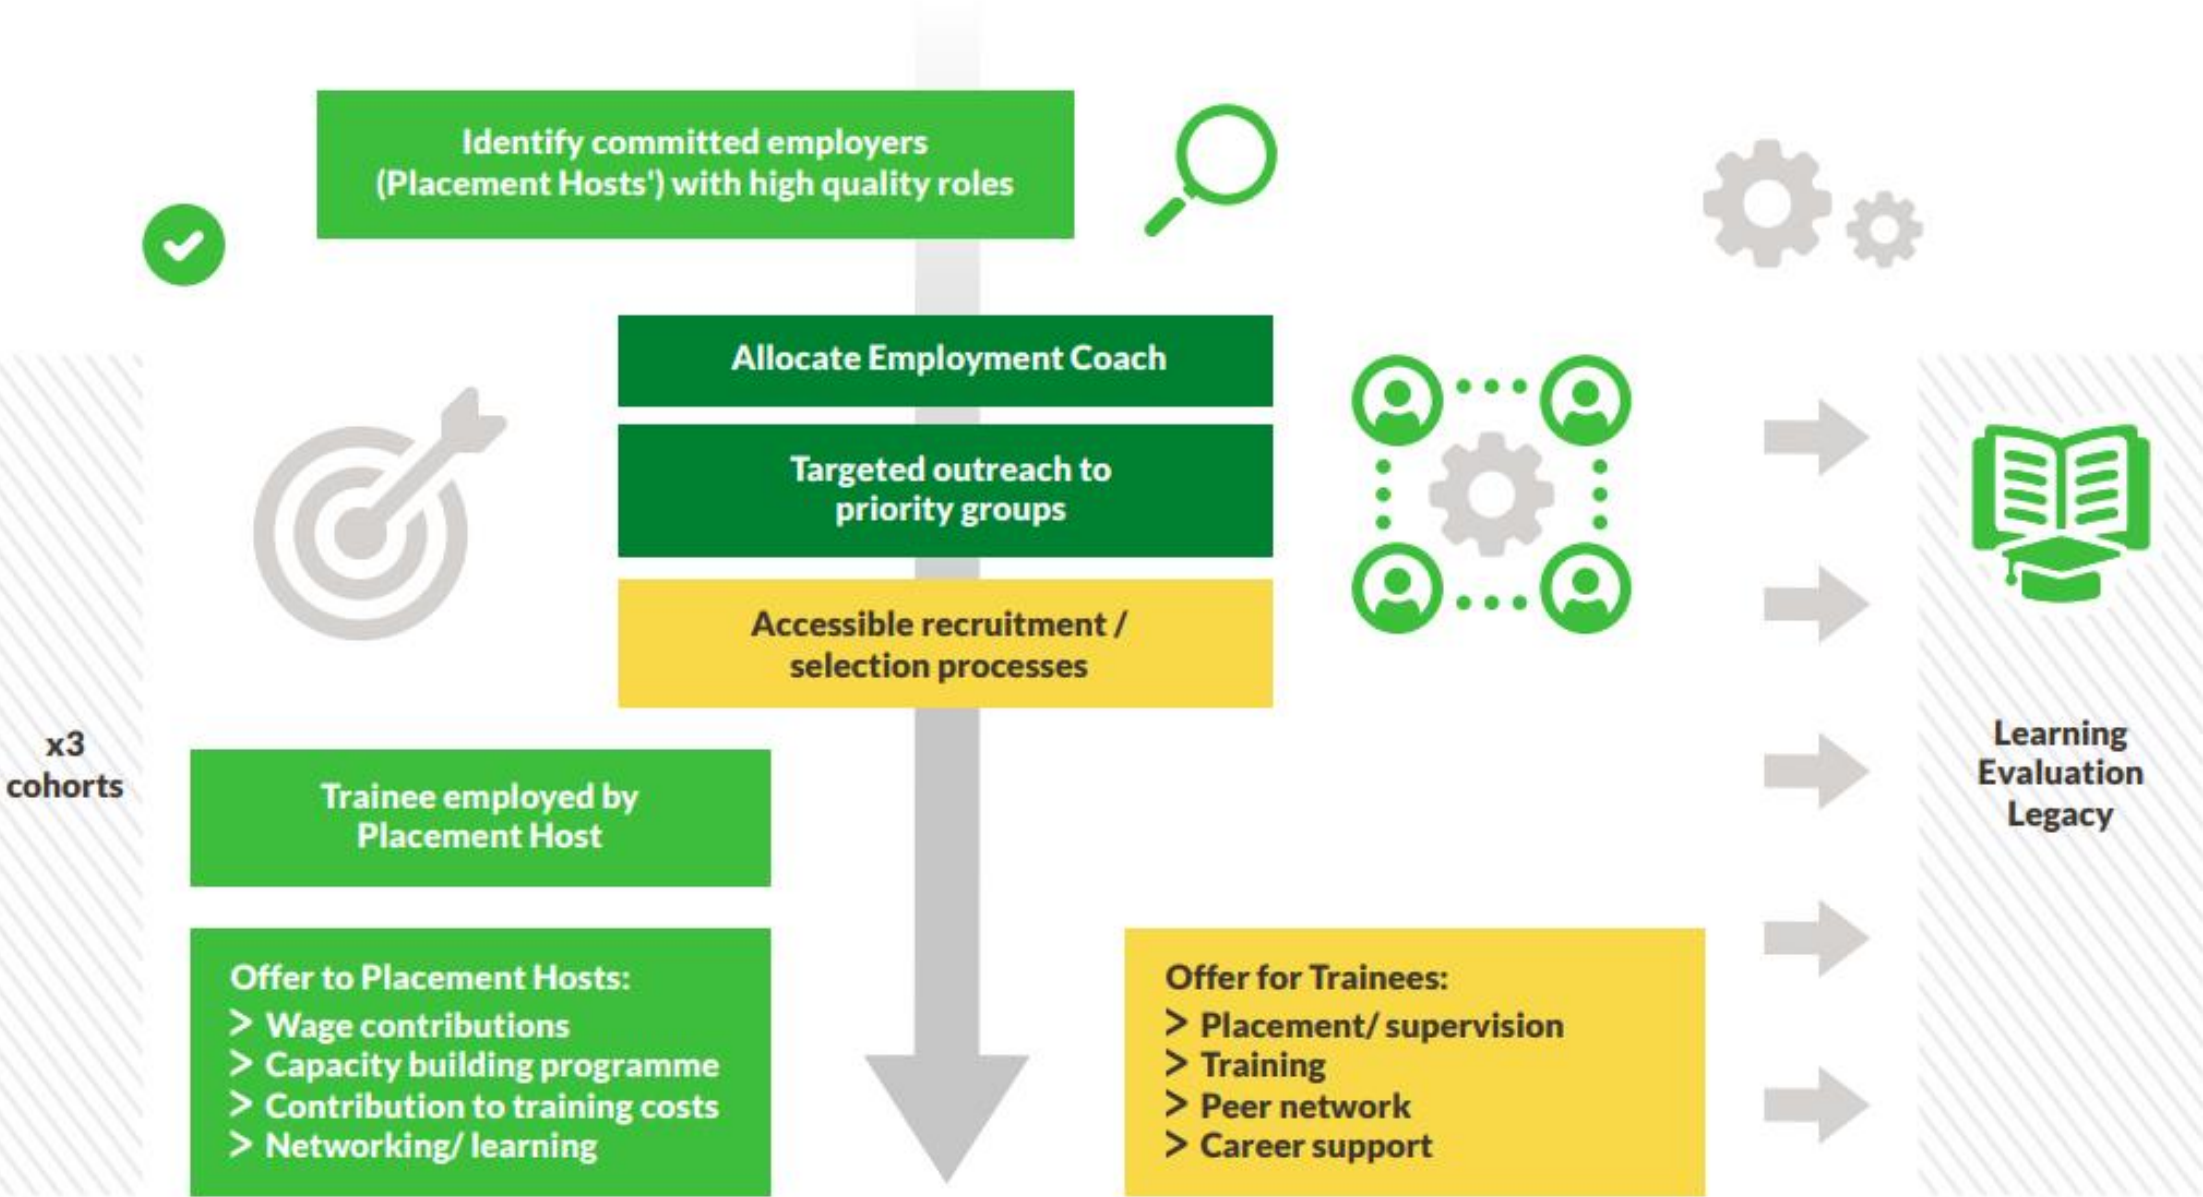 Identify committed employers
(Placement Hosts') with high quality roles
Allocate Employment Coach
Targeted outreach to
priority groups
Accessible recruitment /
selection processes
x3
cohorts
Trainee employed by
Placement Host
Offer to Placement Hosts:
> Wage contributions
> Capacity building programme
> Contribution to training costs
> Networking/ learning
Offer for Trainees:
> Placement/ supervision
> Training
> Peer network
> Career support
Learning
Evaluation
Legacy